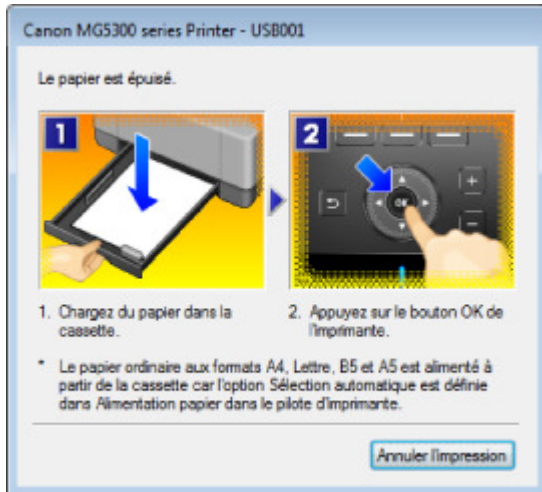 Canon MG5300 series Printer - USB001
Le papier est épuisé.
1
2
OK
1. Chargez du papier dans la
cassette.
2. Appuyez sur le bouton OK de
l'imprimante.
* Le papier ordinaire aux formats A4, Lettre, B5 et A5 est alimenté à
partir de la cassette car l'option Sélection automatique est définie
dans Alimentation papier dans le pilote d'imprimante.
Annuler l'impression